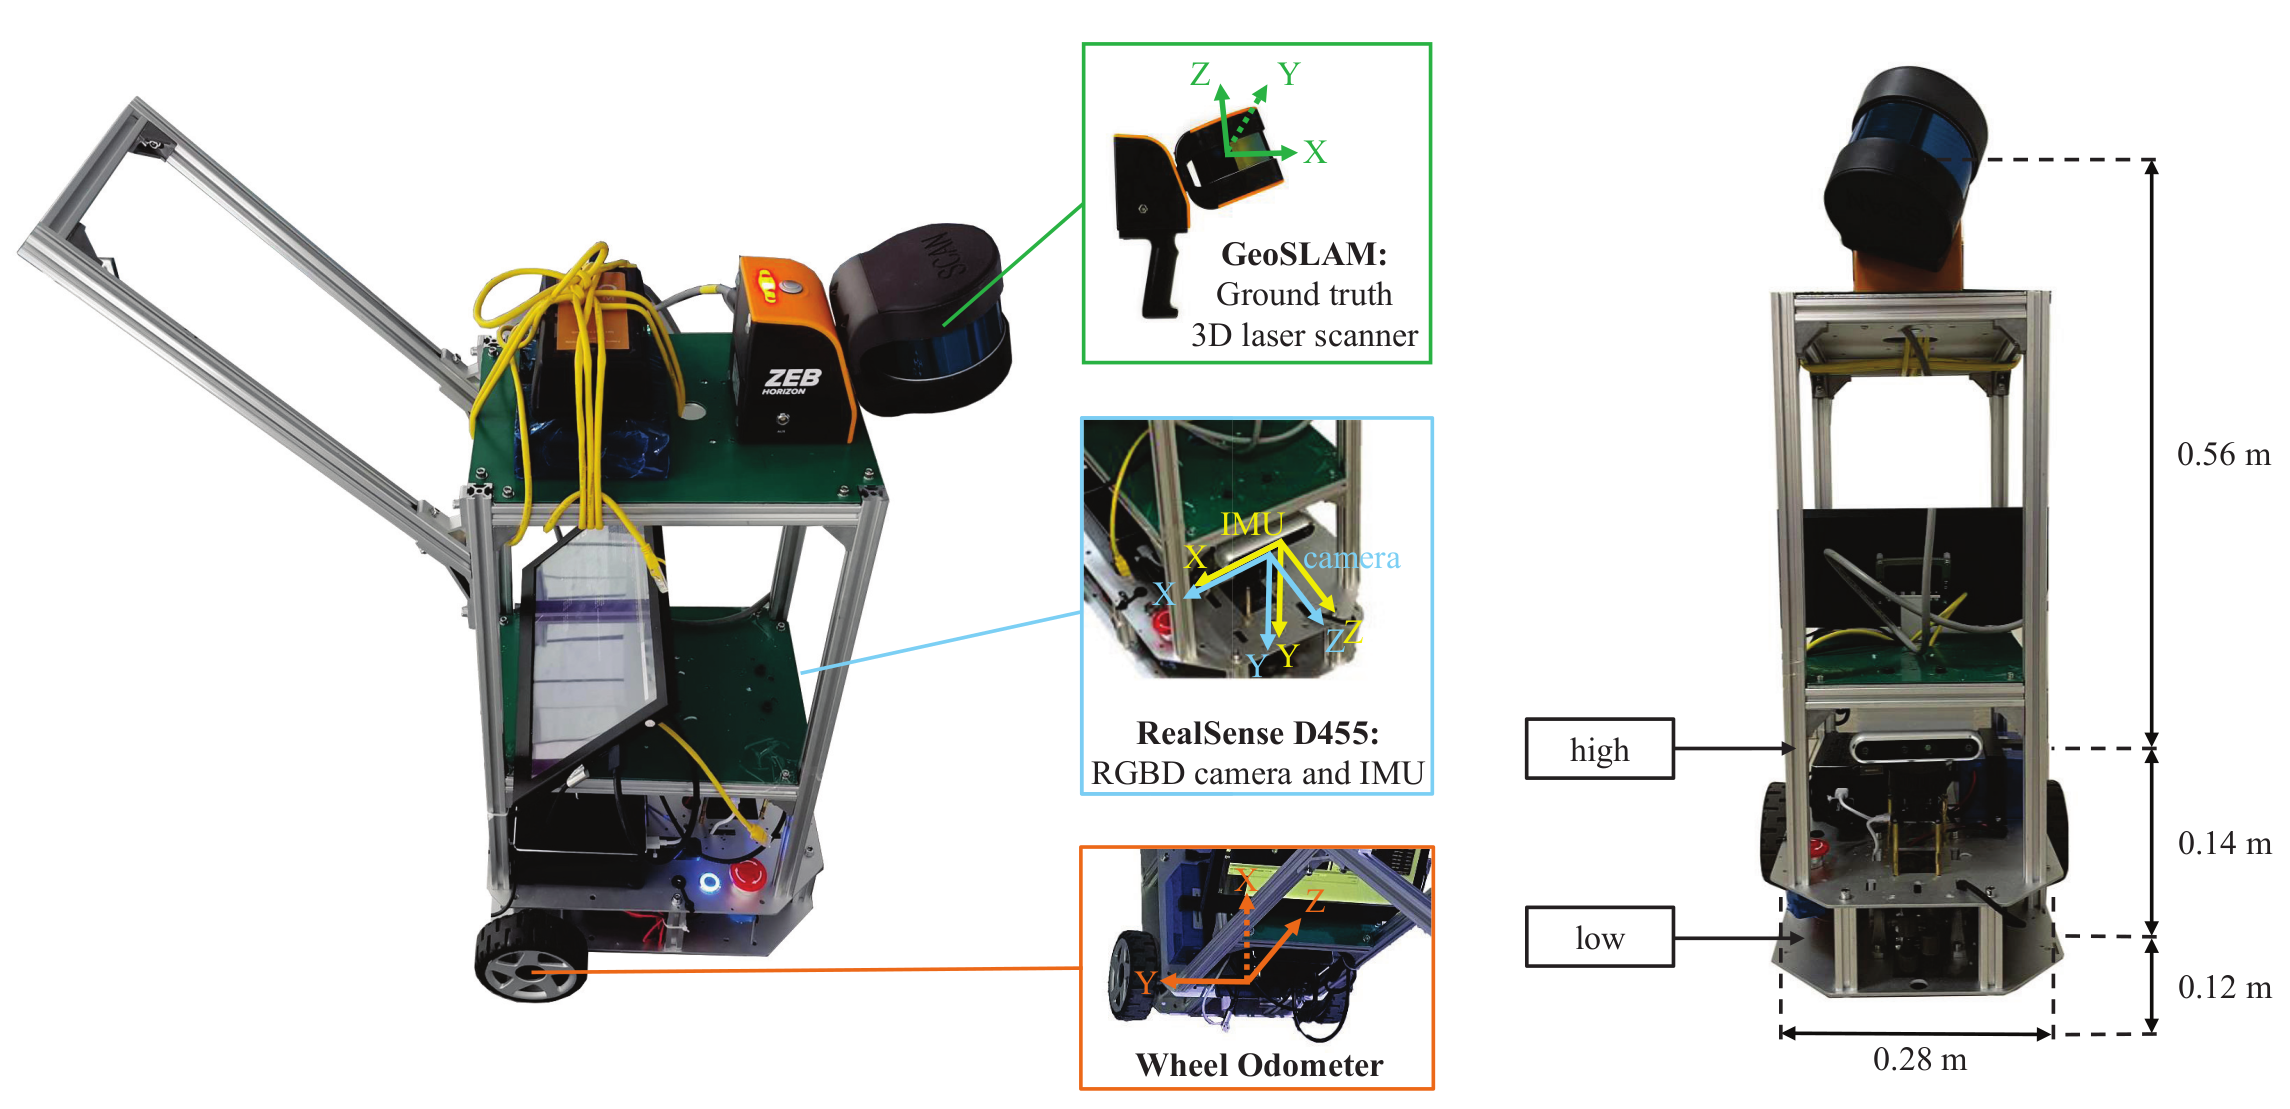 SCAN
ZEB
HORIZON
Z
Y
X
GeoSLAM:
Ground truth
3D laser scanner
IMU
camera
X
X
Z
Z
Y
Y
RealSense D455:
RGBD camera and IMU
X
Z
Y
Wheel Odometer
high
low
0.56 m
0.14 m
0.12 m
0.28 m